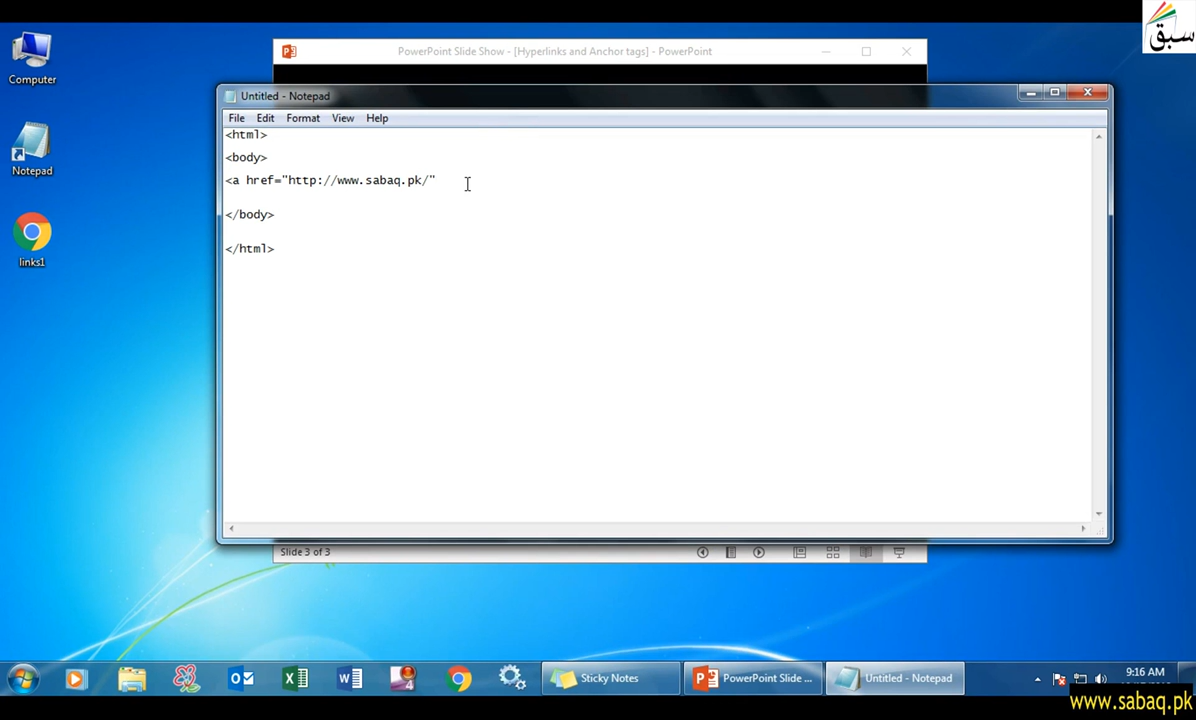 سبق
Computer
PowerPoint Slide Show - [Hyperlinks and Anchor tags] - PowerPoint
Untitled - Notepad
File Edit Format View Help
<html>
<body>
<a href="http://www.sabaq.pk/"
</body>
</html>
Notepad
links1
Slide 3 of 3
Sticky Notes
PowerPoint Slide ...
Untitled - Notepad
9:16 AM
www.sabaq.pk